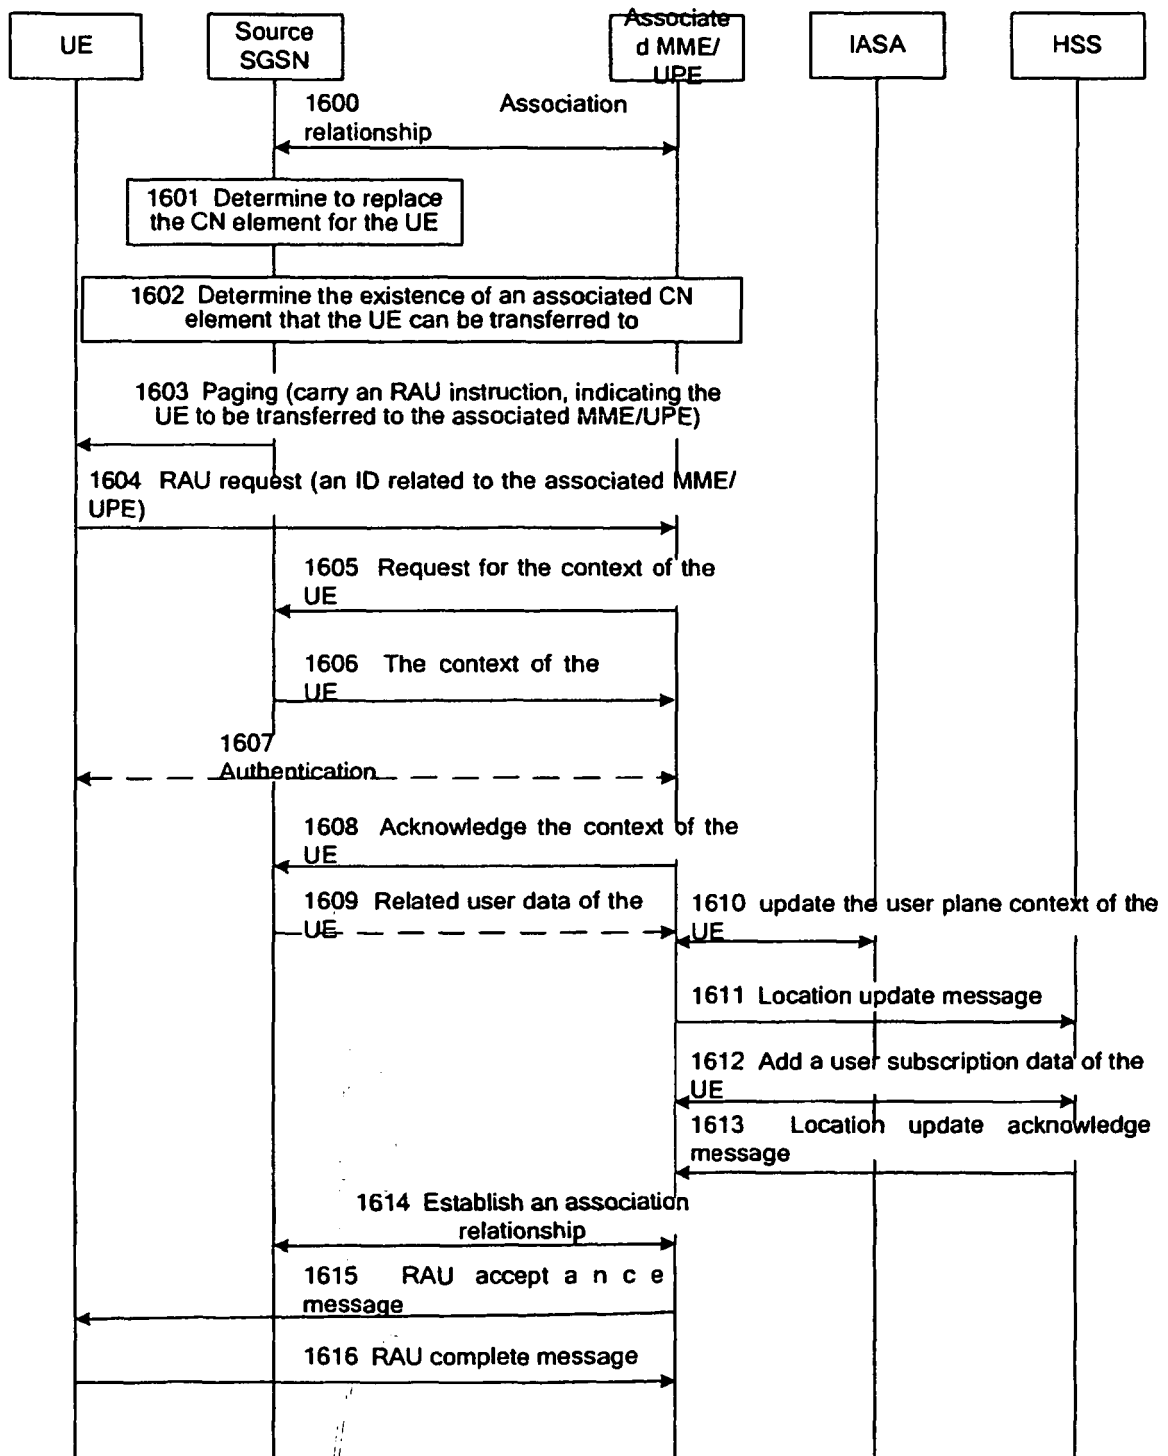 UE
Source
SGSN
Associate
d MME/
UPE
IASA
HSS
1600 Association
relationship
1601 Determine to replace
the CN element for the UE
1602 Determine the existence of an associated CN
element that the UE can be transferred to
1603 Paging (carry an RAU instruction, indicating the
UE to be transferred to the associated MME/UPE)
1604 RAU request (an ID related to the associated MME/
UPE)
1605 Request for the context of the
UE
1606 The context of the
UE
1607
Authentication
1608 Acknowledge the context of the
UE
1609 Related user data of the
UE
1610 update the user plane context of the
UE
1611 Location update message
1612 Add a user subscription data of the
UE
1613 Location update acknowledge
message
1614 Establish an association
relationship
1615 RAU accept a n c e
message
1616 RAU complete message